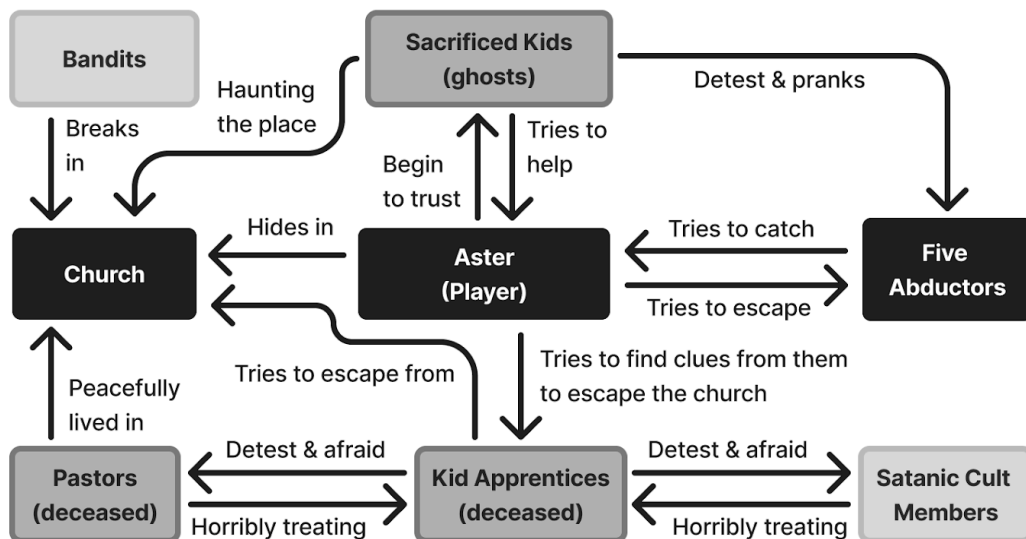 Bandits
Sacrificed Kids
(ghosts)
Detest & pranks
Haunting
the place
Breaks
in
Begin
to trust
Tries to
help
Church
Hides in
Aster
(Player)
Tries to catch
Tries to escape
Five
Abductors
Peacefully
lived in
Tries to escape from
Tries to find clues from them
to escape the church
Pastors
(deceased)
Detest & afraid
Horribly treating
Kid Apprentices
(deceased)
Detest & afraid
Horribly treating
Satanic Cult
Members